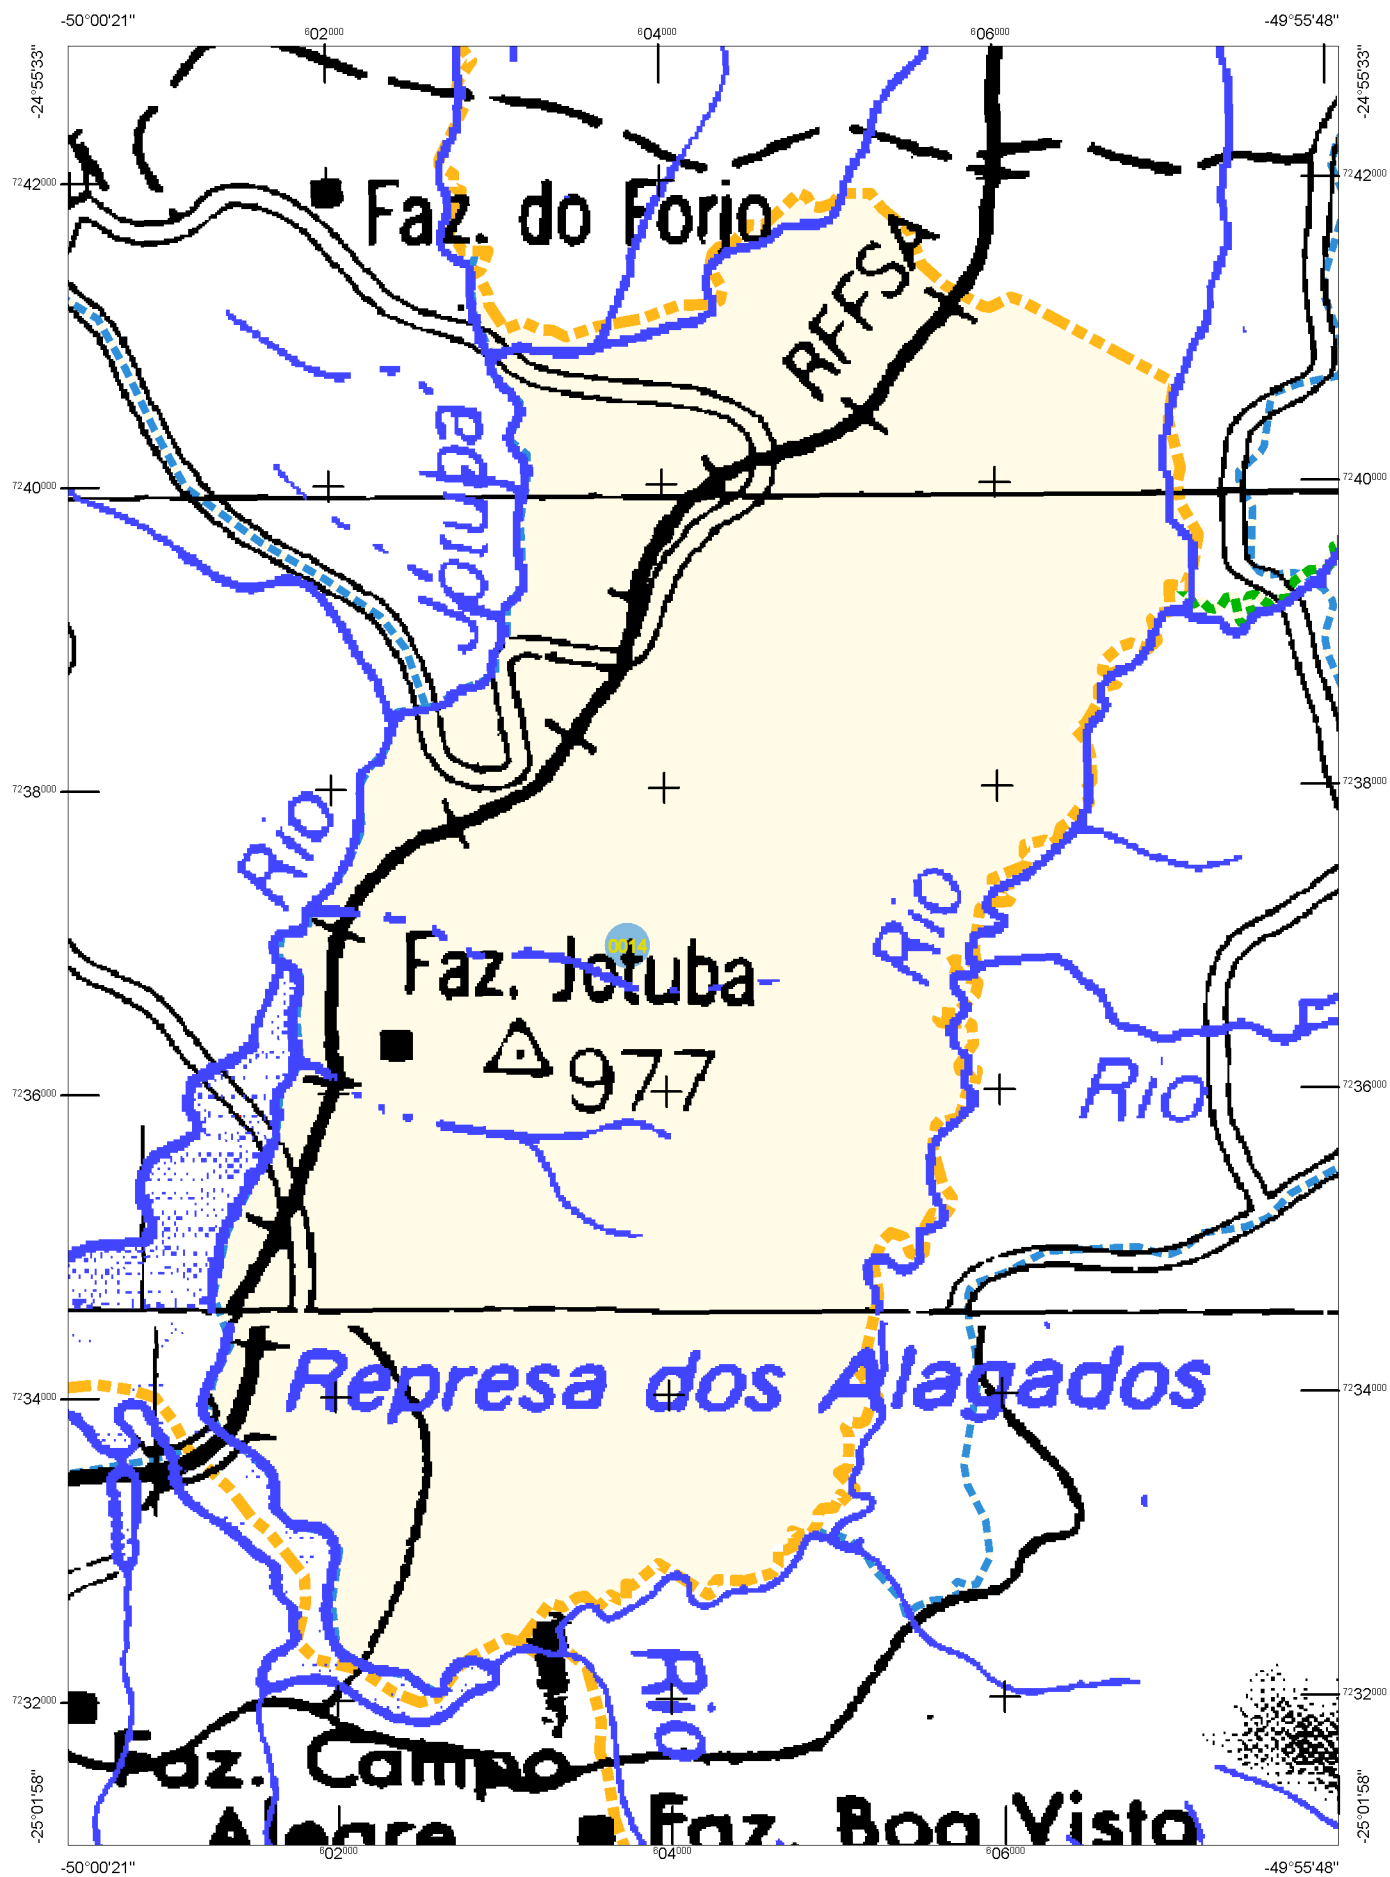 -50°00'21" -49°55'48"
602000 604000 606000
-24°55'33" -24°55'33"
7242000 7242000
Faz. do Forio
RFFSA
Jotuba
7240000 7240000
7238000 7238000
Rio
Rio
0014
Faz. Jotuba
977
Rio
7236000 7236000
Represa dos Alagados
7234000 7234000
Rio
7232000 7232000
Faz. Campo
Alegre
Faz. Boa Vista
-25°01'58" -25°01'58"
602000 604000 606000
-50°00'21" -49°55'48"